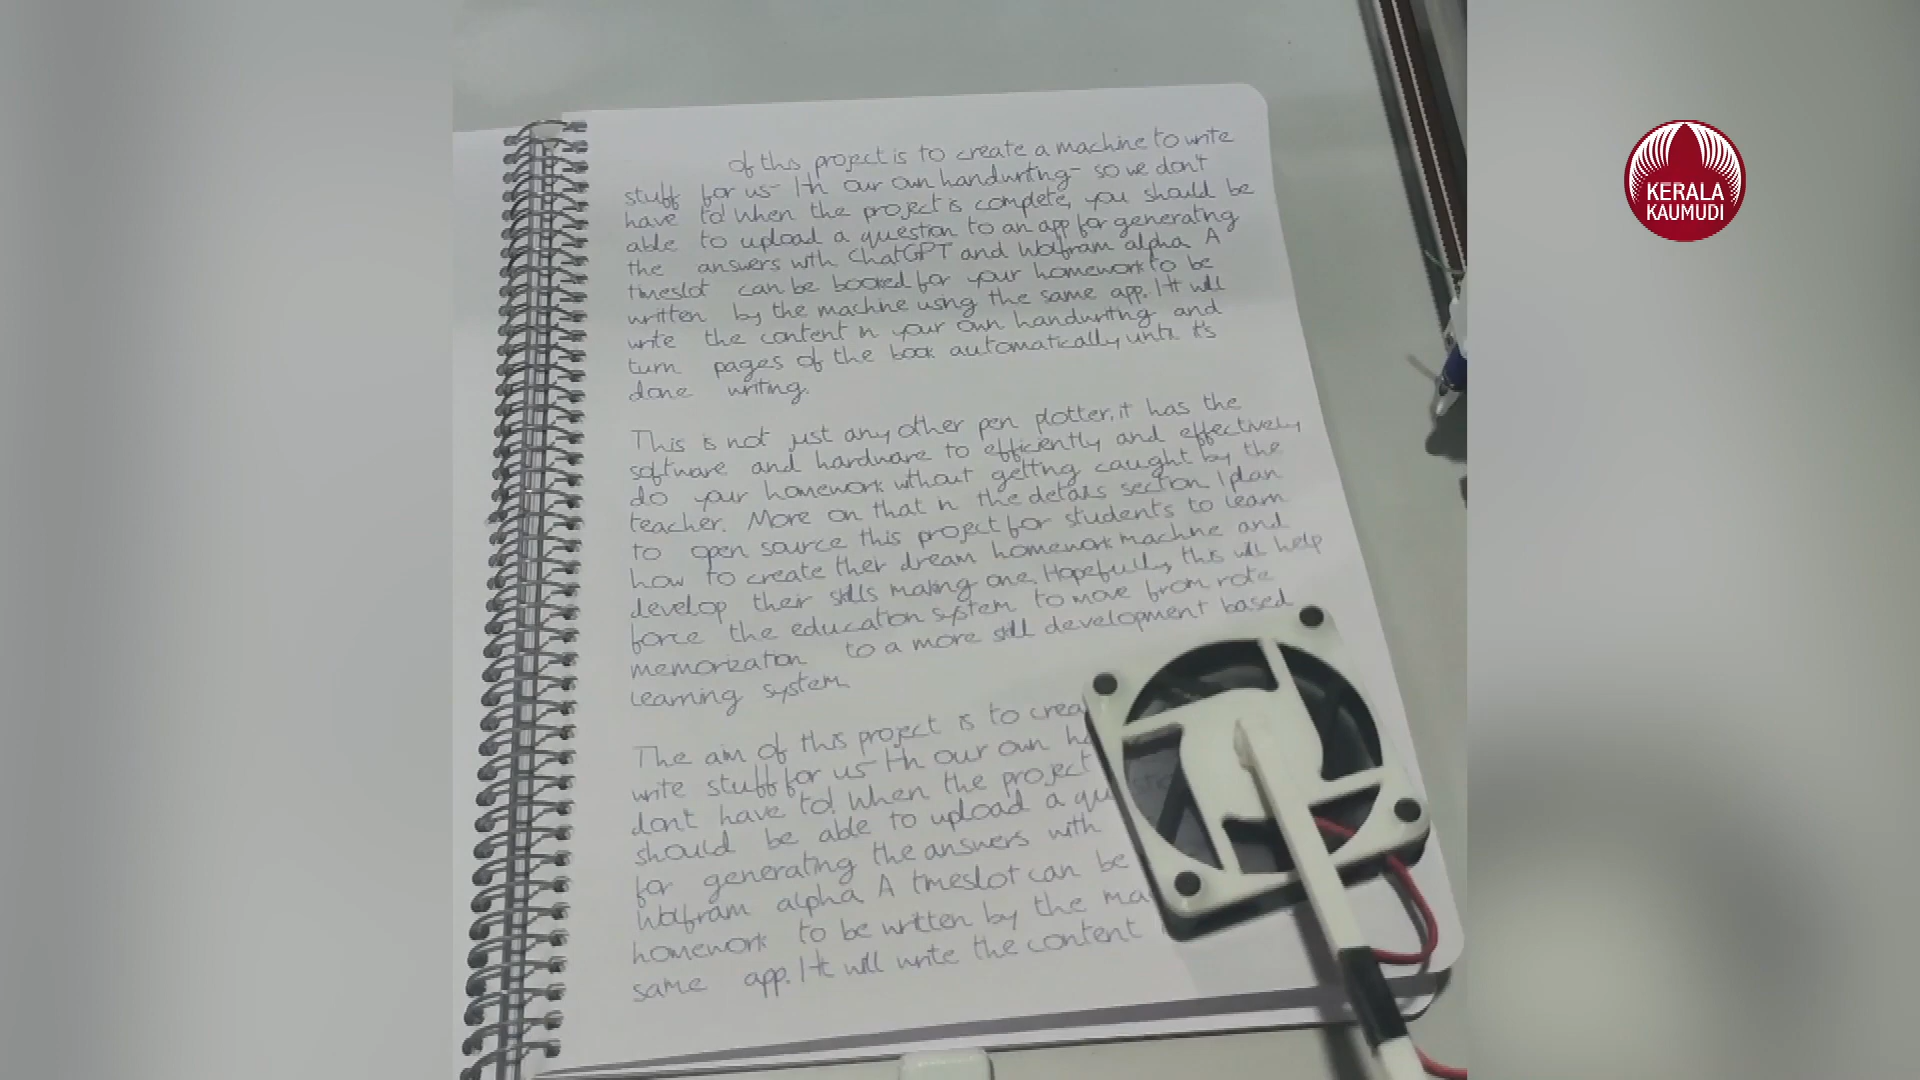 of this project is to create a machine to write
stuff for us- Ith our own handwriting- so we don't
have to! When the project is complete, you should be
able to upload a question to an app for generating
the answers with ChatGPT and Wolfram alpha A
timeslot can be booked for your homework to be
written by the machine using the same app. It will
write the content in your own handwriting and
turn pages of the book automatically until it's
done writing.
This is not just any other pen plotter, it has the
software and hardware to efficiently and effectively
do your homework without getting caught by the
teacher. More on that in the details section I plan
to open source this project for students to learn
how to create their dream homework machine and
develop their skills making one. Hopefully, this will help
force the education system to move from rote
memorization to a more skill development based
learning system.
The aim of this project is to crea
write stuff for us- Ith our own h
don't have to! When the project
should be able to upload a qu
for generating the answers with
Wolfram alpha A timeslot can be
homework to be written by the ma
same app. It will write the content
KERALA
KAUMUDI